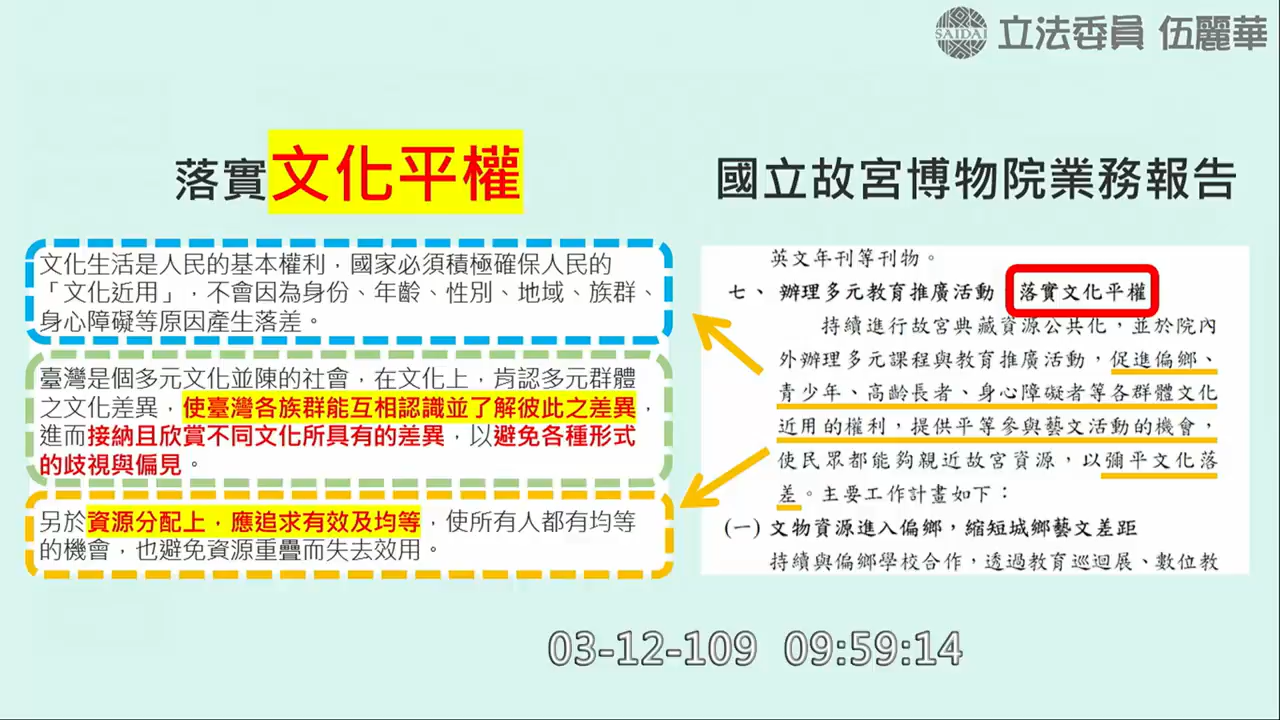 SAIDAI
立法委員 伍麗華
落實文化平權
文化生活是人民的基本權利，國家必須積極確保人民的
「文化近用」，不會因為身份、年齡、性別、地域、族群、
身心障礙等原因產生落差。
臺灣是個多元文化並陳的社會，在文化上，肯認多元群體
之文化差異，使臺灣各族群能互相認識並了解彼此之差異，
進而接納且欣賞不同文化所具有的差異，以避免各種形式
的歧視與偏見。
另於資源分配上，應追求有效及均等，使所有人都有均等
的機會，也避免資源重疊而失去效用。
國立故宮博物院業務報告
英文年刊等刊物。
七、辦理多元教育推廣活動 落實文化平權
持續進行故宮典藏資源公共化，並於院內
外辦理多元課程與教育推廣活動，促進偏鄉、
青少年、高齡長者、身心障礙者等各群體文化
近用的權利，提供平等參與藝文活動的機會，
使民眾都能夠親近故宮資源，以彌平文化落
差。主要工作計畫如下：
(一) 文物資源進入偏鄉，縮短城鄉藝文差距
持續與偏鄉學校合作，透過教育巡迴展、數位教
03-12-109 09:59:14